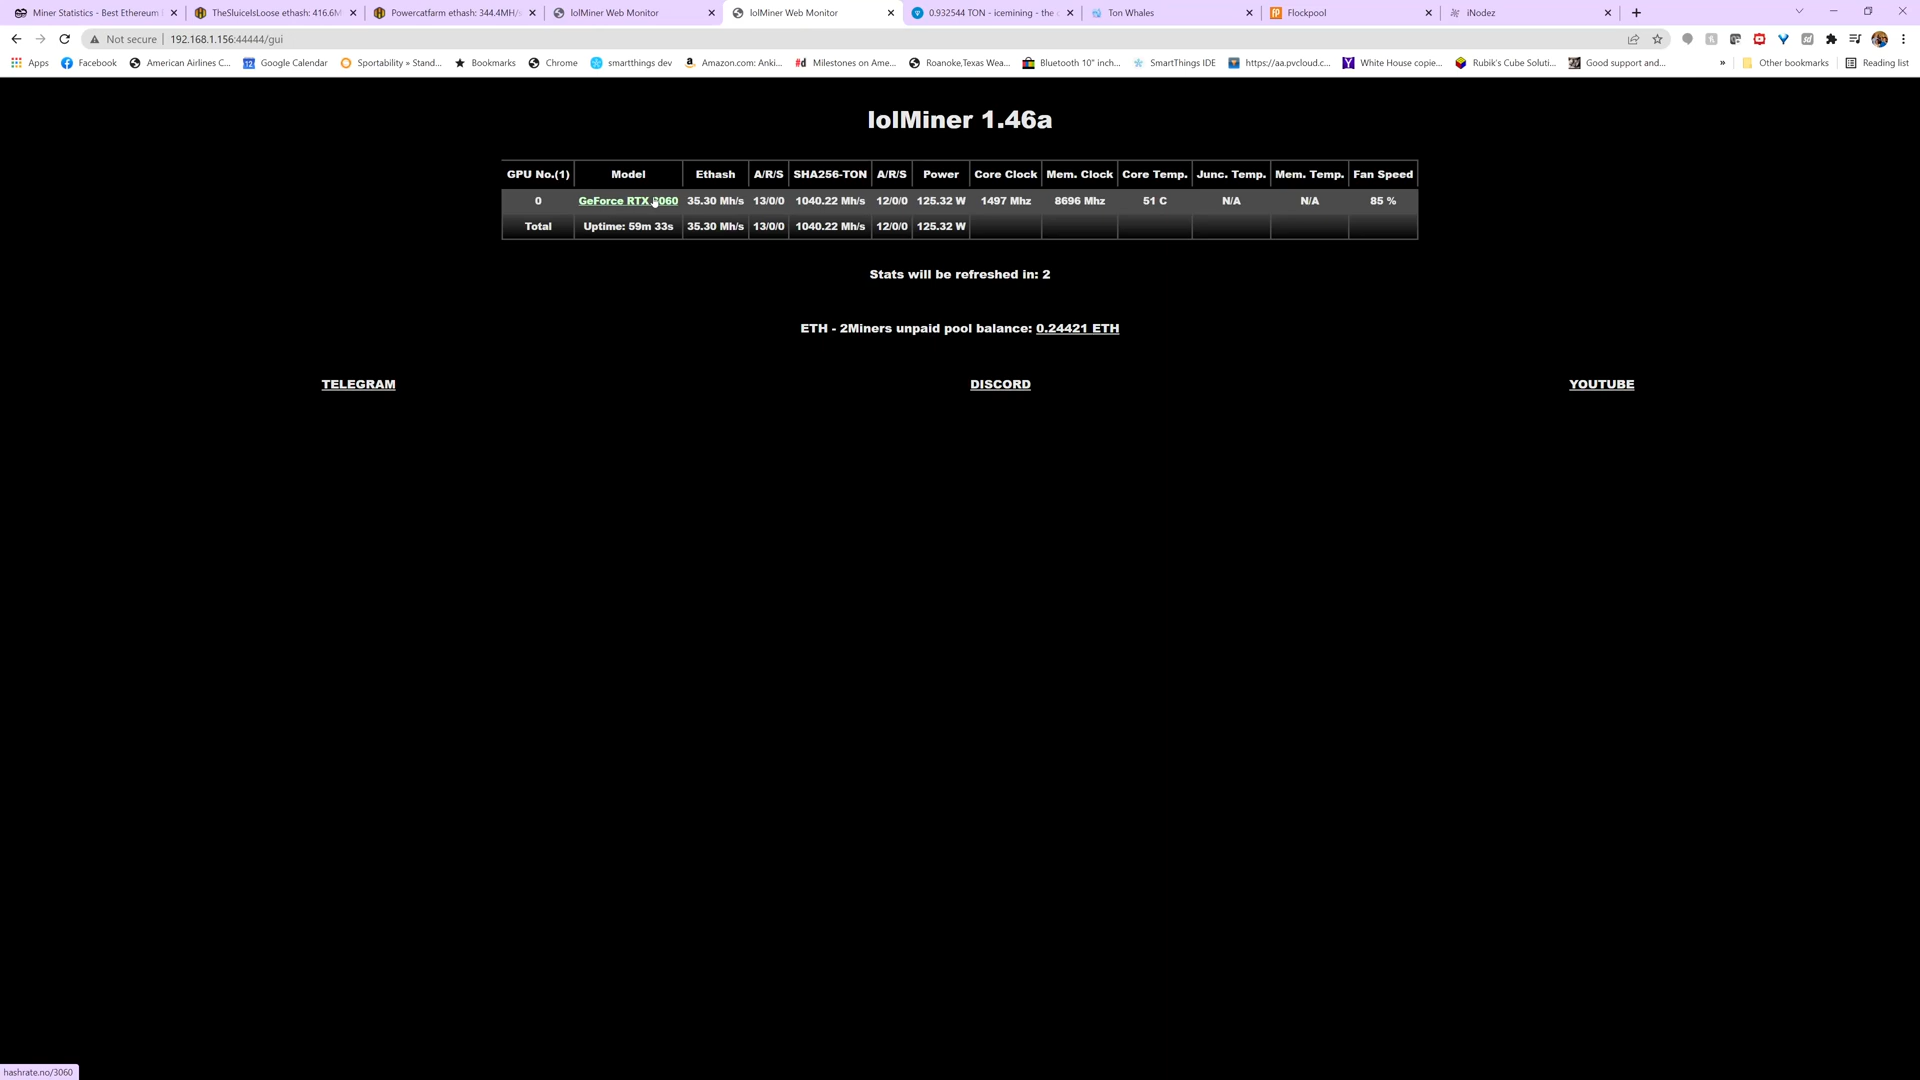 Miner Statistics - Best Ethereum
TheSluiceIsLoose ethash: 416.6M
Powercatfarm ethash: 344.4MH/
lolMiner Web Monitor
lolMiner Web Monitor
0.932544 TON - icemining - the
Ton Whales
Flockpool
iNodez
Not secure
192.168.1.156:44444/gui
Apps
Facebook
American Airlines C...
Google Calendar
Sportability » Stand...
Bookmarks
Chrome
smartthings dev
Amazon.com: Anki...
Milestones on Ame...
Roanoke,Texas Wea...
Bluetooth 10" inch...
SmartThings IDE
https://aa.pvcloud.c...
White House copie...
Rubik's Cube Soluti...
Good support and...
»
Other bookmarks
Reading list
lolMiner 1.46a
GPU No.(1) Model Ethash A/R/S SHA256-TON A/R/S Power Core Clock Mem. Clock Core Temp. Junc. Temp. Mem. Temp. Fan Speed
0 GeForce RTX 3060 35.30 Mh/s 13/0/0 1040.22 Mh/s 12/0/0 125.32 W 1497 Mhz 8696 Mhz 51 C N/A N/A 85 %
Total Uptime: 59m 33s 35.30 Mh/s 13/0/0 1040.22 Mh/s 12/0/0 125.32 W
Stats will be refreshed in: 2
ETH - 2Miners unpaid pool balance: 0.24421 ETH
TELEGRAM
DISCORD
YOUTUBE
hashrate.no/3060